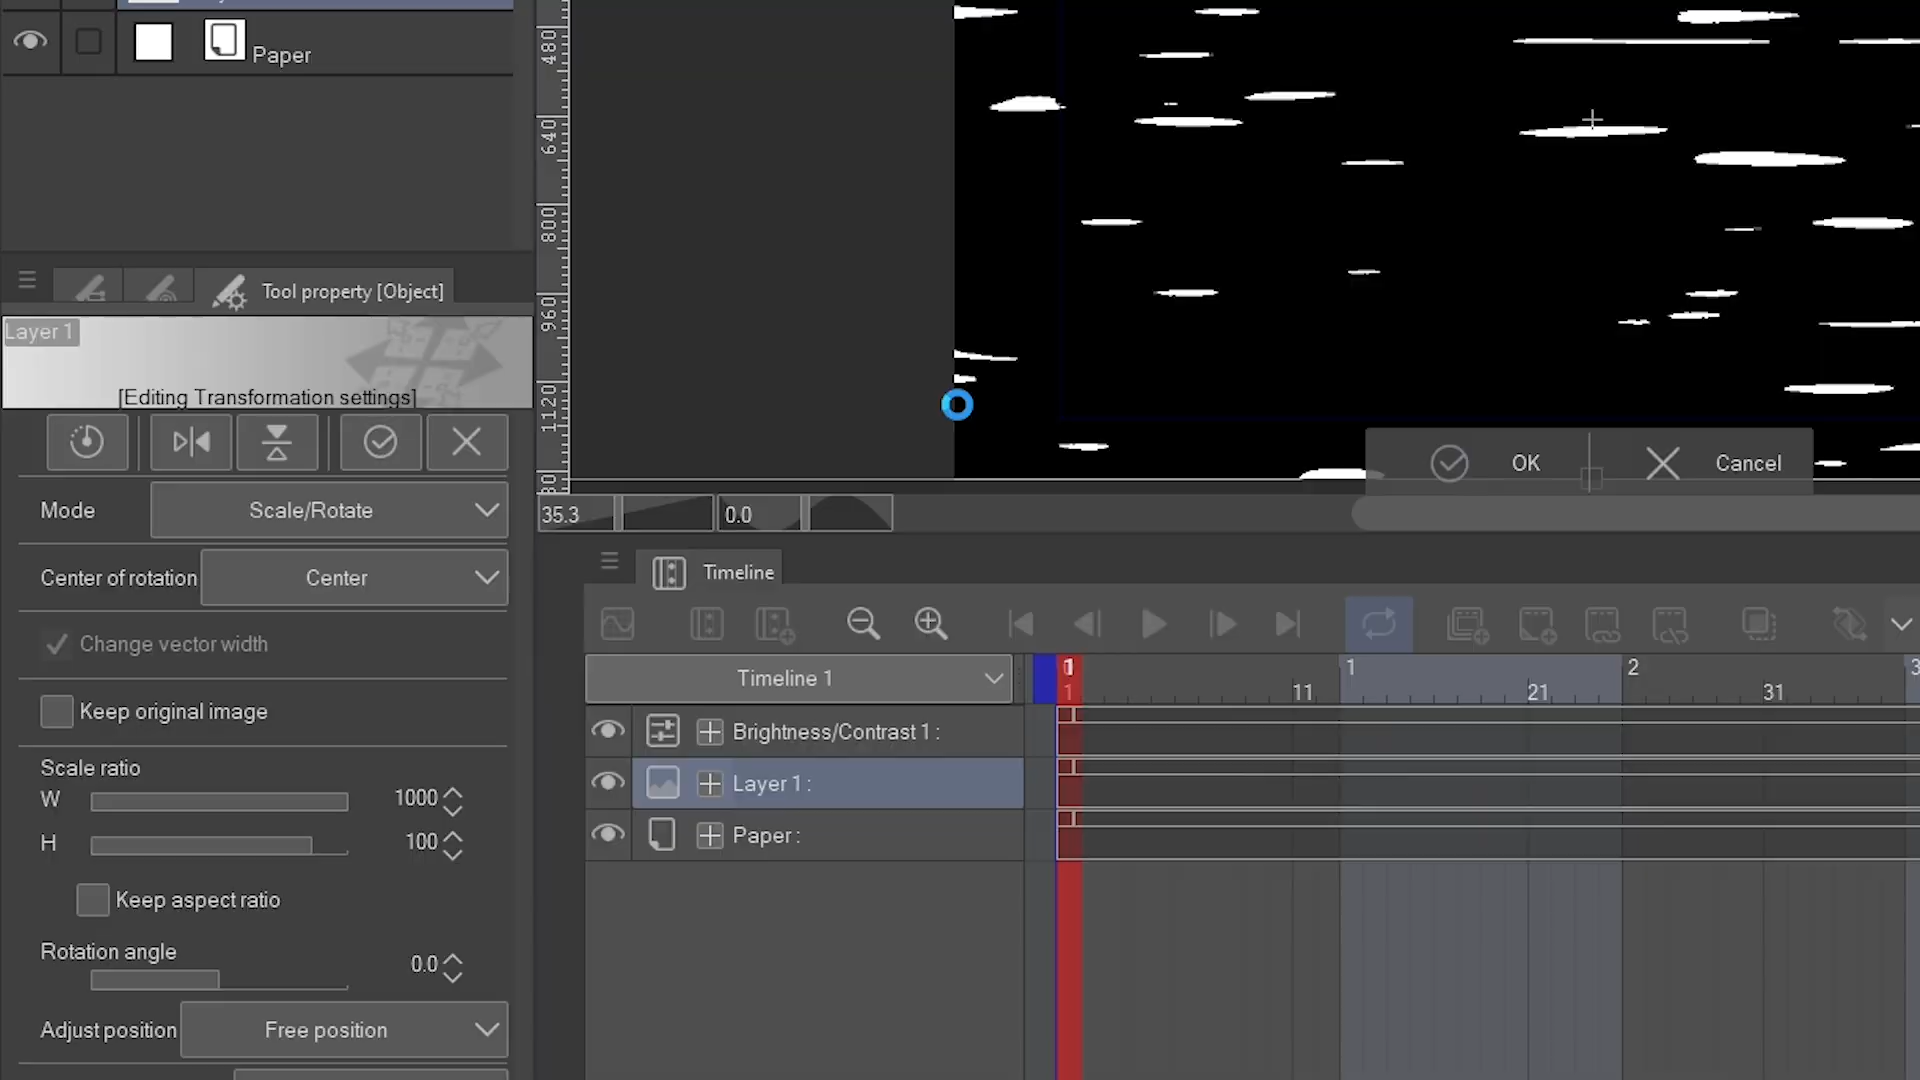 Paper
480
640
800
960
1120
80
Tool property [Object]
Layer 1
[Editing Transformation settings]
Mode
Scale/Rotate
Center of rotation
Center
Change vector width
Keep original image
Scale ratio
W
1000
H
100
Keep aspect ratio
Rotation angle
0.0
Adjust position
Free position
OK
Cancel
35.3
0.0
Timeline
Timeline 1
1
2
3
1
11
21
31
Brightness/Contrast 1 :
Layer 1 :
Paper :